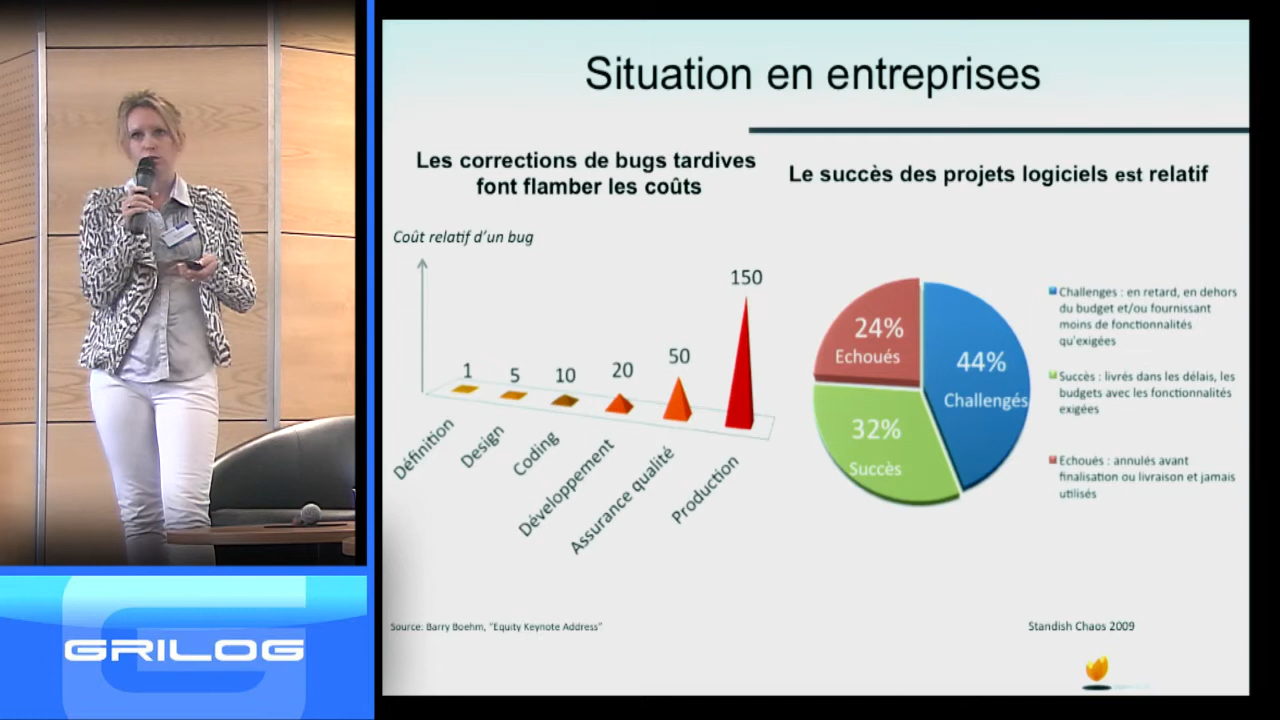 Situation en entreprises
Les corrections de bugs tardives
font flamber les coûts
Coût relatif d'un bug
1
5
10
20
50
150
Définition
Design
Coding
Développement
Assurance qualité
Production
Source: Barry Boehm, "Equity Keynote Address"
Le succès des projets logiciels est relatif
24%
Echoués
44%
Challengés
32%
Succès
Challenges : en retard, en dehors
du budget et/ou fournissant
moins de fonctionnalités
qu'exigées
Succès : livrés dans les délais, les
budgets avec les fonctionnalités
exigées
Echoués : annulés avant
finalisation ou livraison et jamais
utilisés
Standish Chaos 2009
GRILOG